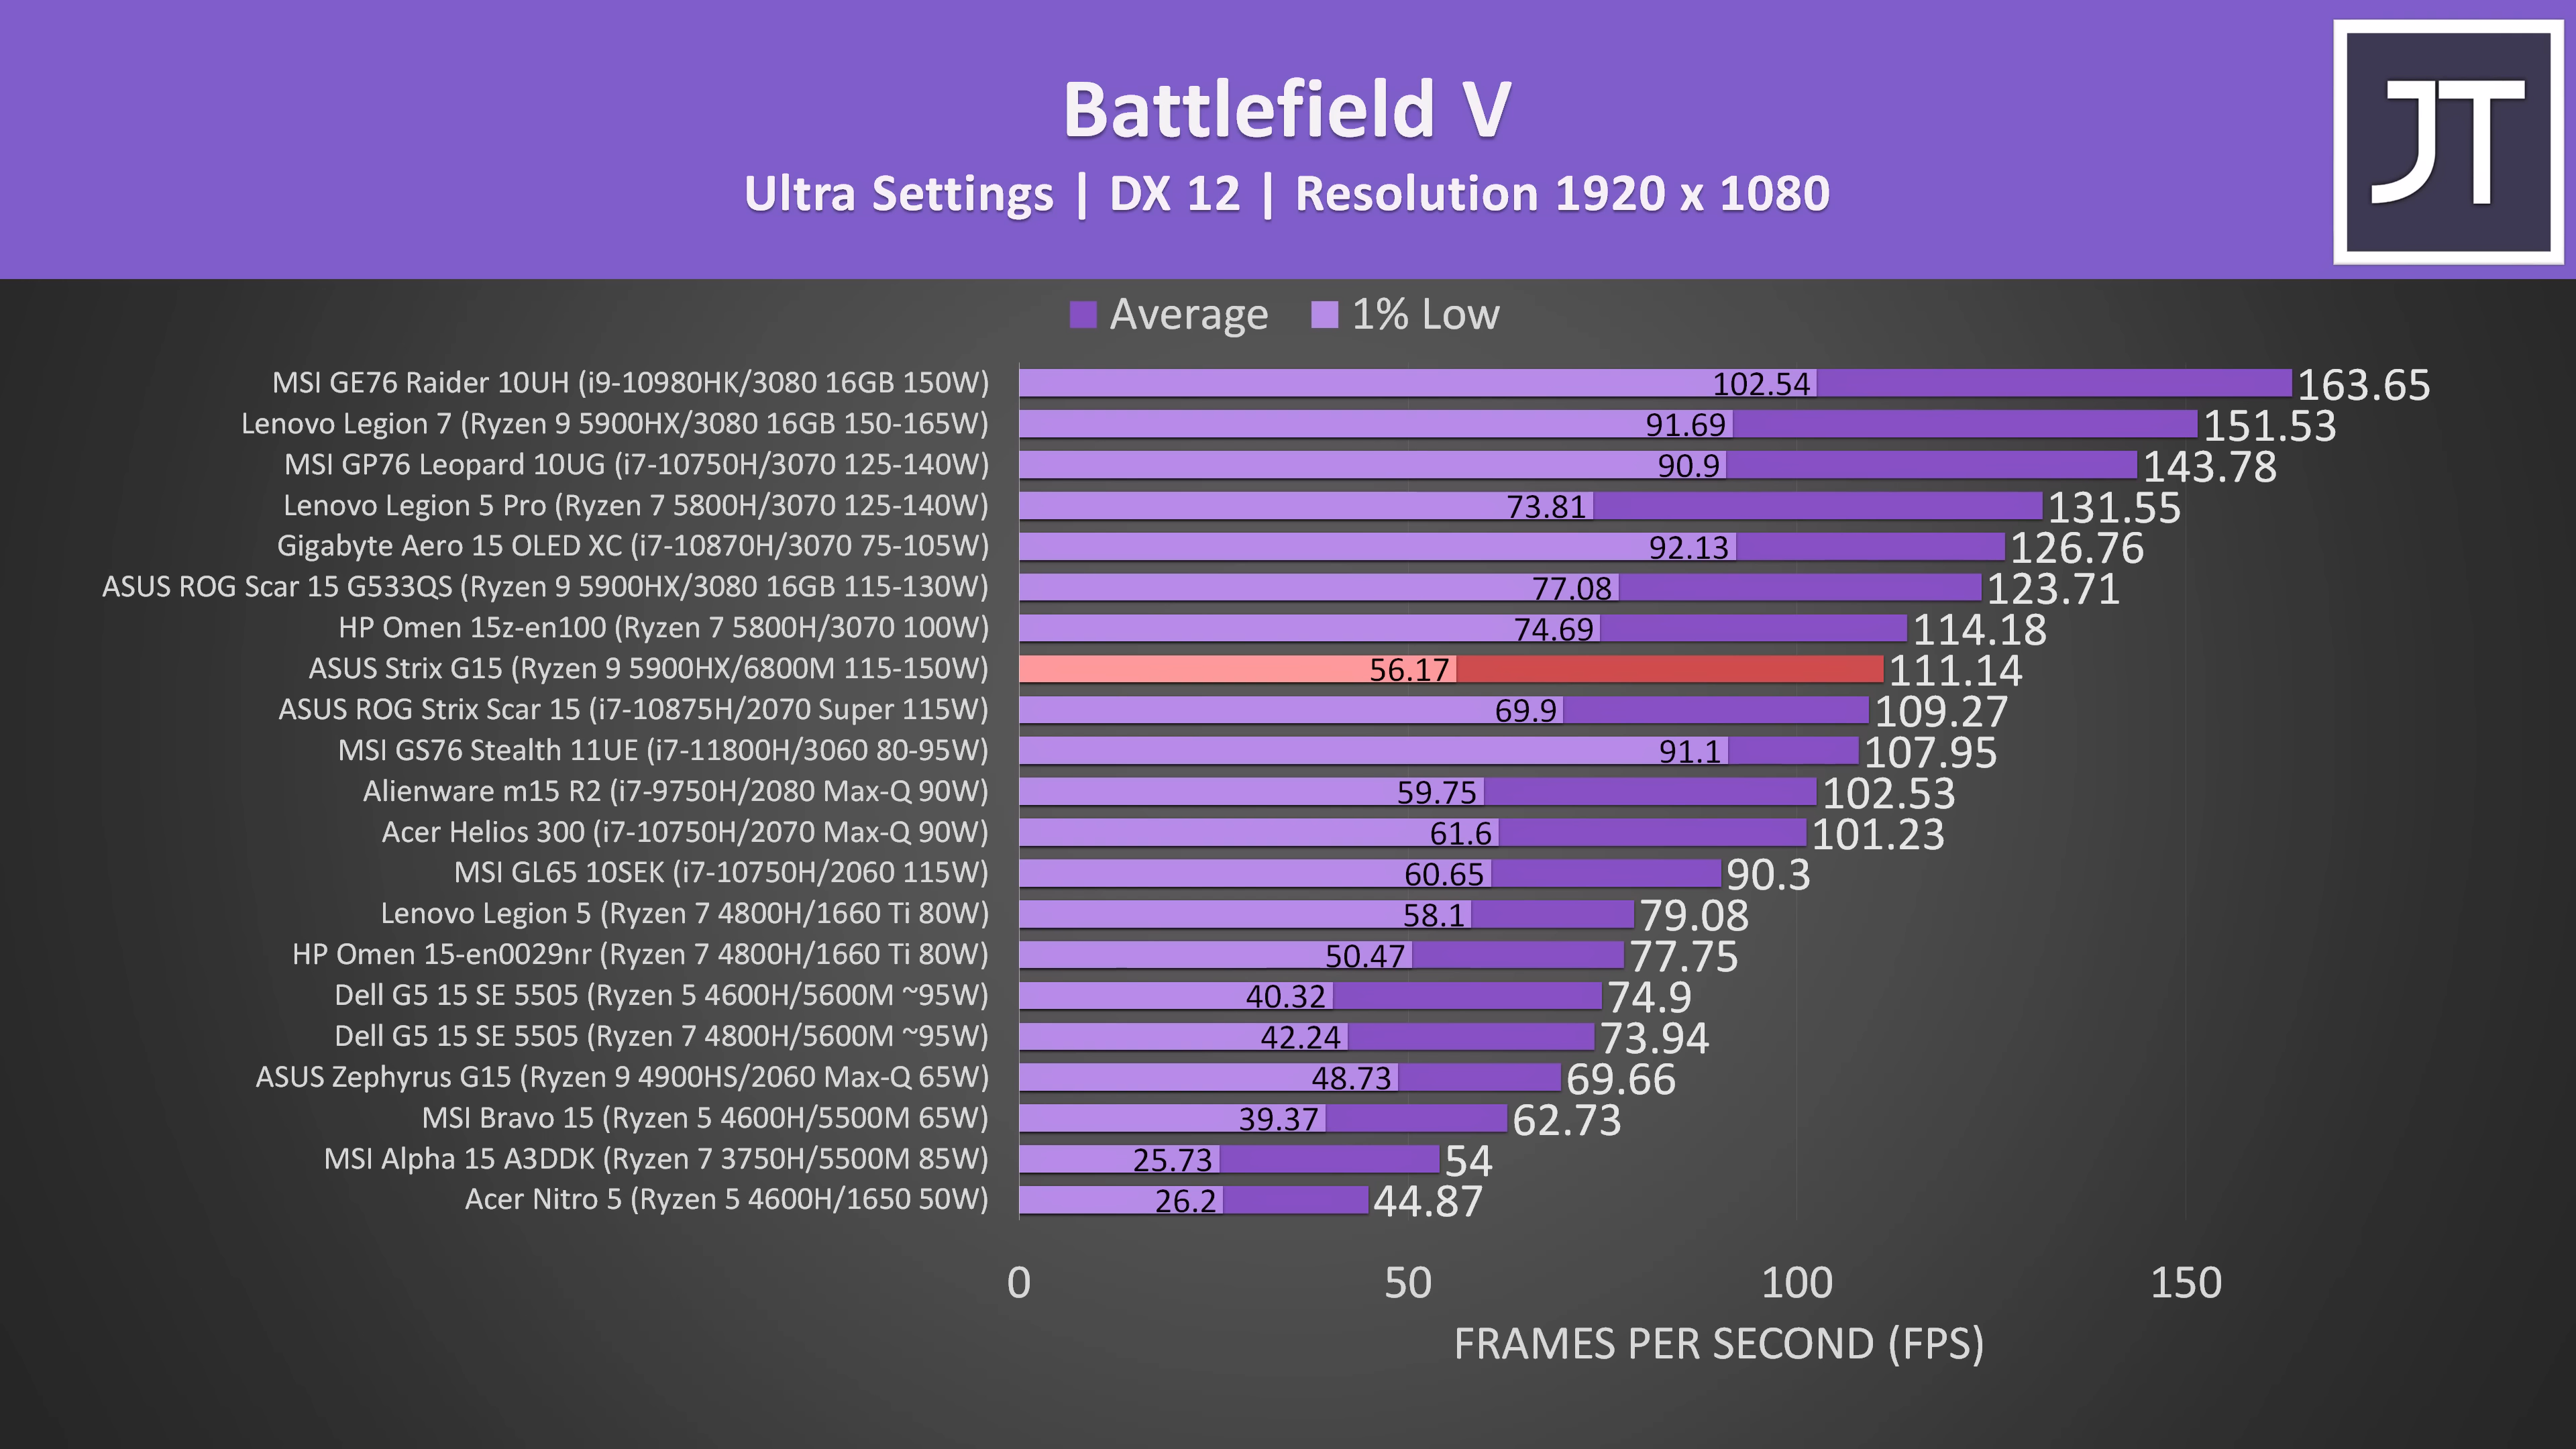 Battlefield V
JT
Ultra Settings | DX 12 | Resolution 1920 x 1080
Average 1% Low
MSI GE76 Raider 10UH (i9-10980HK/3080 16GB 150W) 102.54 163.65
Lenovo Legion 7 (Ryzen 9 5900HX/3080 16GB 150-165W) 91.69 151.53
MSI GP76 Leopard 10UG (i7-10750H/3070 125-140W) 90.9 143.78
Lenovo Legion 5 Pro (Ryzen 7 5800H/3070 125-140W) 73.81 131.55
Gigabyte Aero 15 OLED XC (i7-10870H/3070 75-105W) 92.13 126.76
ASUS ROG Scar 15 G533QS (Ryzen 9 5900HX/3080 16GB 115-130W) 77.08 123.71
HP Omen 15z-en100 (Ryzen 7 5800H/3070 100W) 74.69 114.18
ASUS Strix G15 (Ryzen 9 5900HX/6800M 115-150W) 56.17 111.14
ASUS ROG Strix Scar 15 (i7-10875H/2070 Super 115W) 69.9 109.27
MSI GS76 Stealth 11UE (i7-11800H/3060 80-95W) 91.1 107.95
Alienware m15 R2 (i7-9750H/2080 Max-Q 90W) 59.75 102.53
Acer Helios 300 (i7-10750H/2070 Max-Q 90W) 61.6 101.23
MSI GL65 10SEK (i7-10750H/2060 115W) 60.65 90.3
Lenovo Legion 5 (Ryzen 7 4800H/1660 Ti 80W) 58.1 79.08
HP Omen 15-en0029nr (Ryzen 7 4800H/1660 Ti 80W) 50.47 77.75
Dell G5 15 SE 5505 (Ryzen 5 4600H/5600M ~95W) 40.32 74.9
Dell G5 15 SE 5505 (Ryzen 7 4800H/5600M ~95W) 42.24 73.94
ASUS Zephyrus G15 (Ryzen 9 4900HS/2060 Max-Q 65W) 48.73 69.66
MSI Bravo 15 (Ryzen 5 4600H/5500M 65W) 39.37 62.73
MSI Alpha 15 A3DDK (Ryzen 7 3750H/5500M 85W) 25.73 54
Acer Nitro 5 (Ryzen 5 4600H/1650 50W) 26.2 44.87
0 50 100 150
FRAMES PER SECOND (FPS)